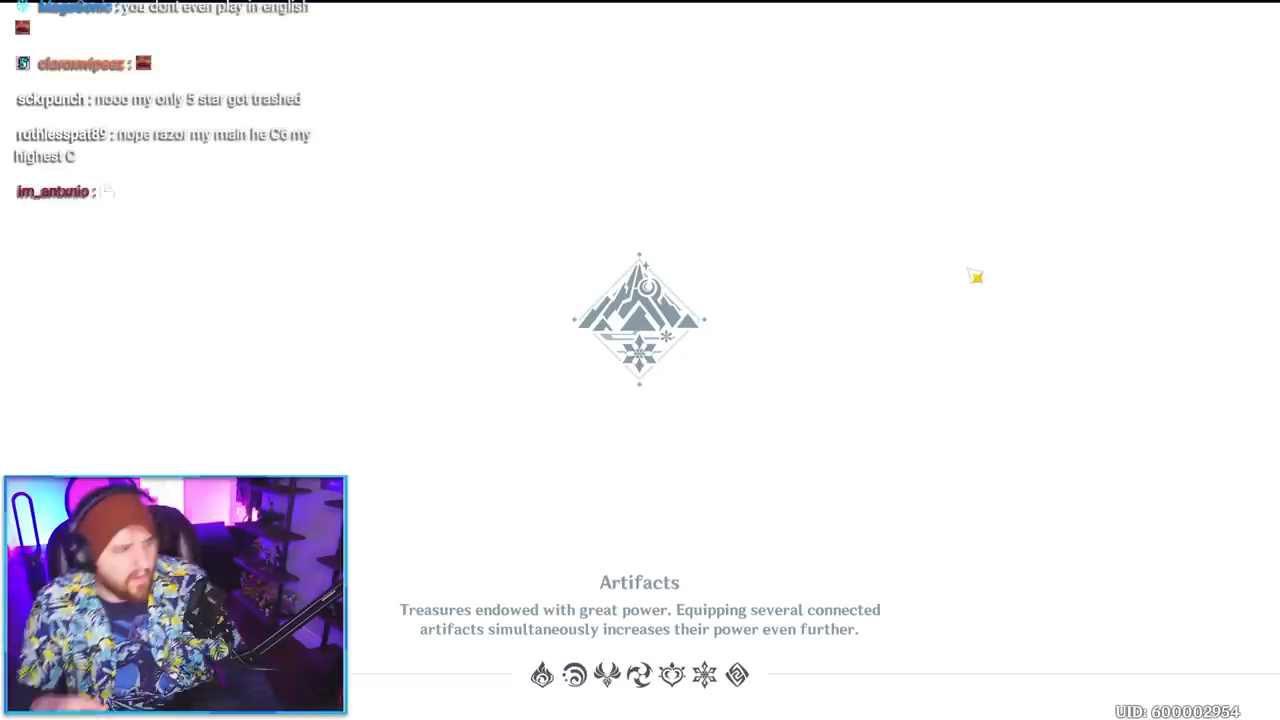 MagaSonic : you dont even play in english
:
sckrpunch : nooo my only 5 star got trashed
ruthlesspat89 : nope razor my main he C6 my
highest C
im_antxnio :
Artifacts
Treasures endowed with great power. Equipping several connected
artifacts simultaneously increases their power even further.
UID: 600002954